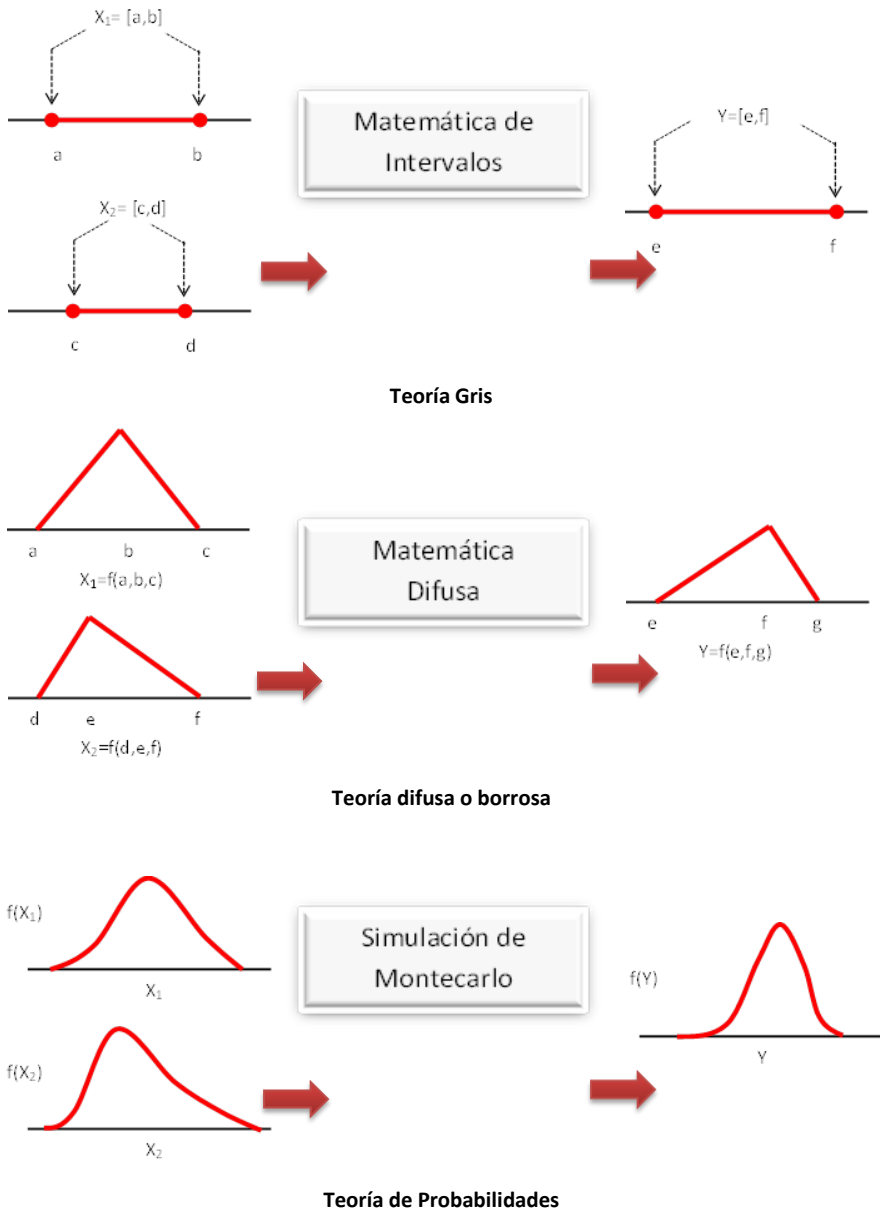 X₁= [a,b]
a b
Matemática de
Intervalos
Y=[e,f]
e f
X₂= [c,d]
c d
Teoría Gris
a b c
X₁=f(a,b,c)
Matemática
Difusa
e f g
Y=f(e,f,g)
d e f
X₂=f(d,e,f)
Teoría difusa o borrosa
f(X₁)
X₁
Simulación de
Montecarlo
f(Y)
Y
f(X₂)
X₂
Teoría de Probabilidades